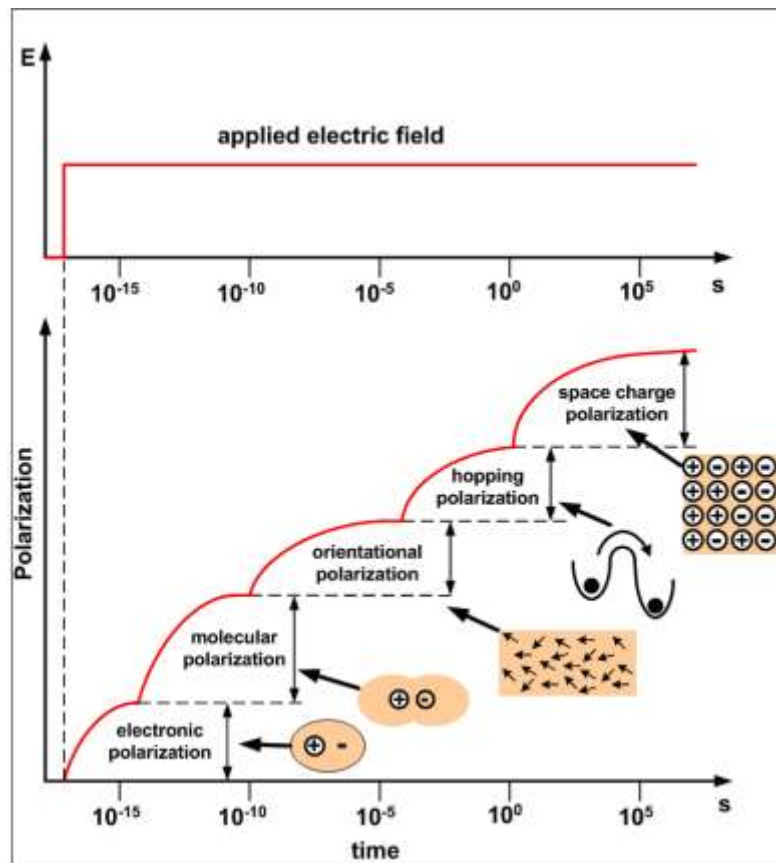 E
applied electric field
10-15
10-10
10-5
100
105
s
Polarization
space charge
polarization
hopping
polarization
orientational
polarization
molecular
polarization
electronic
polarization
+ - + -
+ + - -
+ + - -
+ - + -
+ -
+ -
10-15
10-10
10-5
100
105
s
time